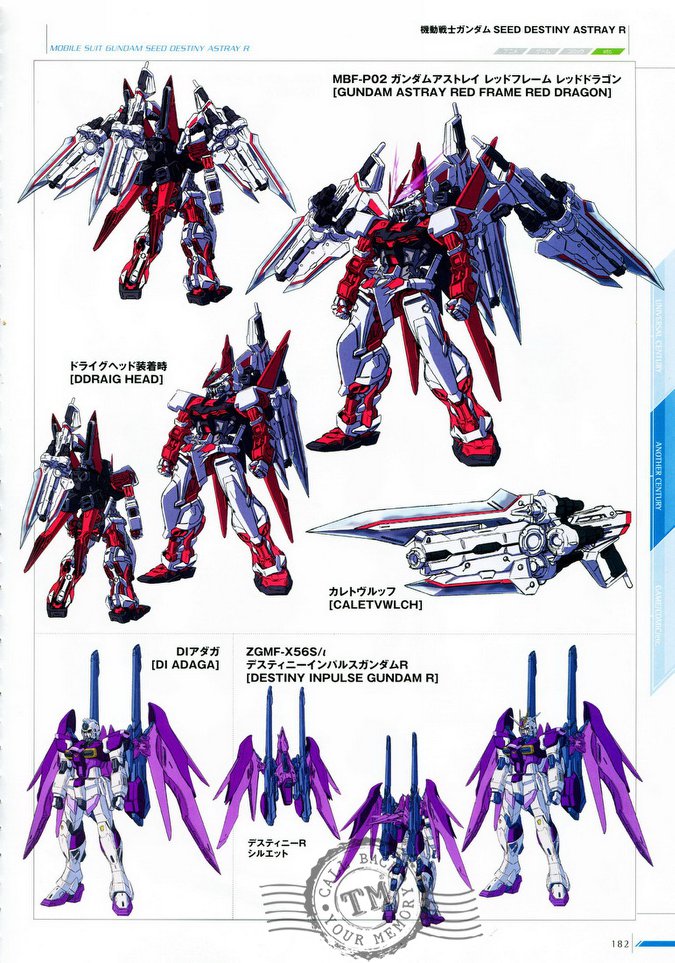 機動戦士ガンダム SEED DESTINY ASTRAY R
MOBILE SUIT GUNDAM SEED DESTINY ASTRAY R
MBF-P02 ガンダムアストレイ レッドフレーム レッドドラゴン
[GUNDAM ASTRAY RED FRAME RED DRAGON]
ドライグヘッド装着時
[DDRAIG HEAD]
カレトヴルッフ
[CALETVWLCH]
UNIVERSAL CENTURY
ANOTHER CENTURY
DIアダガ
[DI ADAGA]
ZGMF-X56S/ι
デスティニーインパルスガンダムR
[DESTINY INPULSE GUNDAM R]
デスティニーR
シルエット
CALL BACK
TM
YOUR MEMORY
182